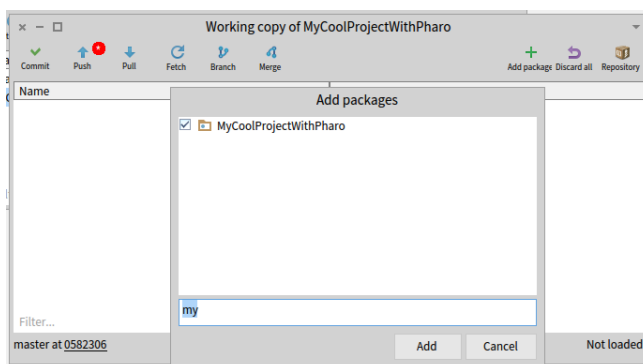 Working copy of MyCoolProjectWithPharo
Commit Push Pull Fetch Branch Merge Add package Discard all Repository
Name
Add packages
MyCoolProjectWithPharo
my
Filter...
Add Cancel
master at 0582306 Not loaded